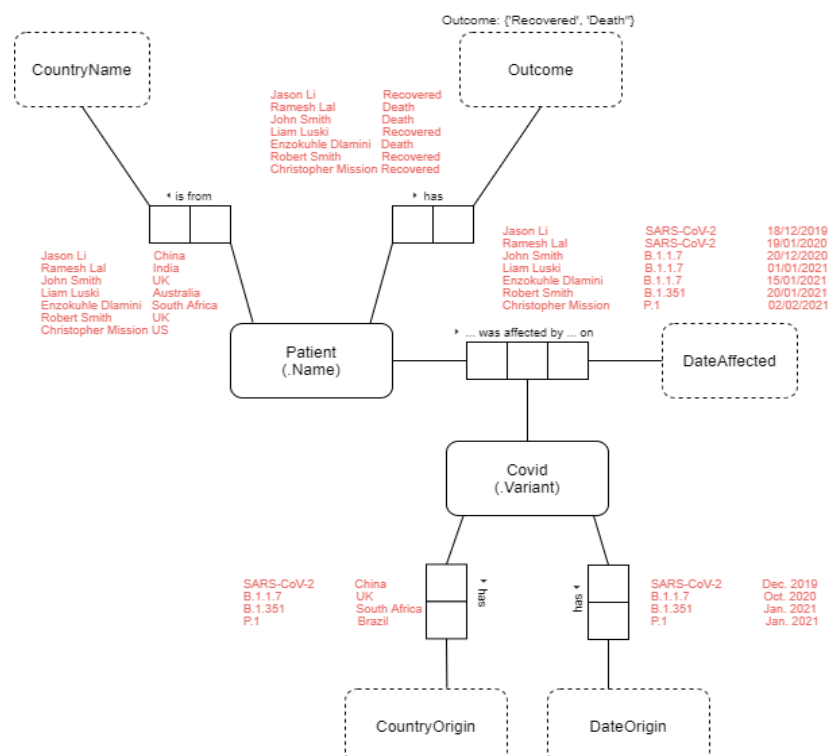 Outcome: {'Recovered', 'Death"}
CountryName
Outcome
Jason Li Recovered
Ramesh Lal Death
John Smith Death
Liam Luski Recovered
Enzokuhle Dlamini Death
Robert Smith Recovered
Christopher Mission Recovered
is from
has
Jason Li SARS-CoV-2 18/12/2019
Ramesh Lal SARS-CoV-2 19/01/2020
John Smith B.1.1.7 20/12/2020
Liam Luski B.1.1.7 01/01/2021
Enzokuhle Dlamini B.1.1.7 15/01/2021
Robert Smith B.1.351 20/01/2021
Christopher Mission P.1 02/02/2021
Jason Li China
Ramesh Lal India
John Smith UK
Liam Luski Australia
Enzokuhle Dlamini South Africa
Robert Smith UK
Christopher Mission US
... was affected by ... on
Patient
(.Name)
DateAffected
Covid
(.Variant)
SARS-CoV-2 China
B.1.1.7 UK
B.1.351 South Africa
P.1 Brazil
has
has
SARS-CoV-2 Dec. 2019
B.1.1.7 Oct. 2020
B.1.351 Jan. 2021
P.1 Jan. 2021
CountryOrigin
DateOrigin